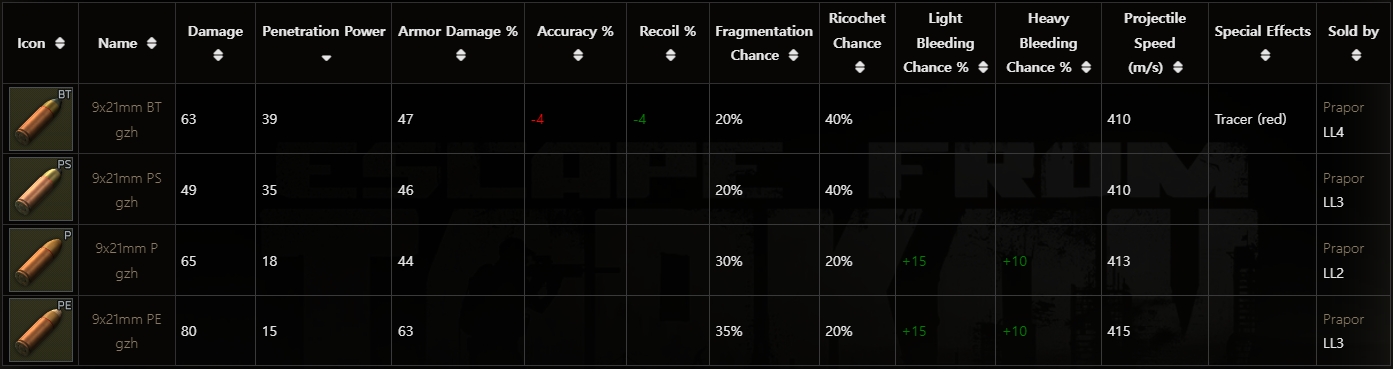 Icon Name Damage Penetration Power Armor Damage % Accuracy % Recoil % Fragmentation Chance Ricochet Chance Light Bleeding Chance % Heavy Bleeding Chance % Projectile Speed (m/s) Special Effects Sold by
BT 9x21mm BT gzh 63 39 47 -4 -4 20% 40% 410 Tracer (red) Prapor LL4
PS 9x21mm PS gzh 49 35 46 20% 40% 410 Prapor LL3
P 9x21mm P gzh 65 18 44 30% 20% +15 +10 413 Prapor LL2
PE 9x21mm PE gzh 80 15 63 35% 20% +15 +10 415 Prapor LL3
ESCAPE FROM
TARKOV